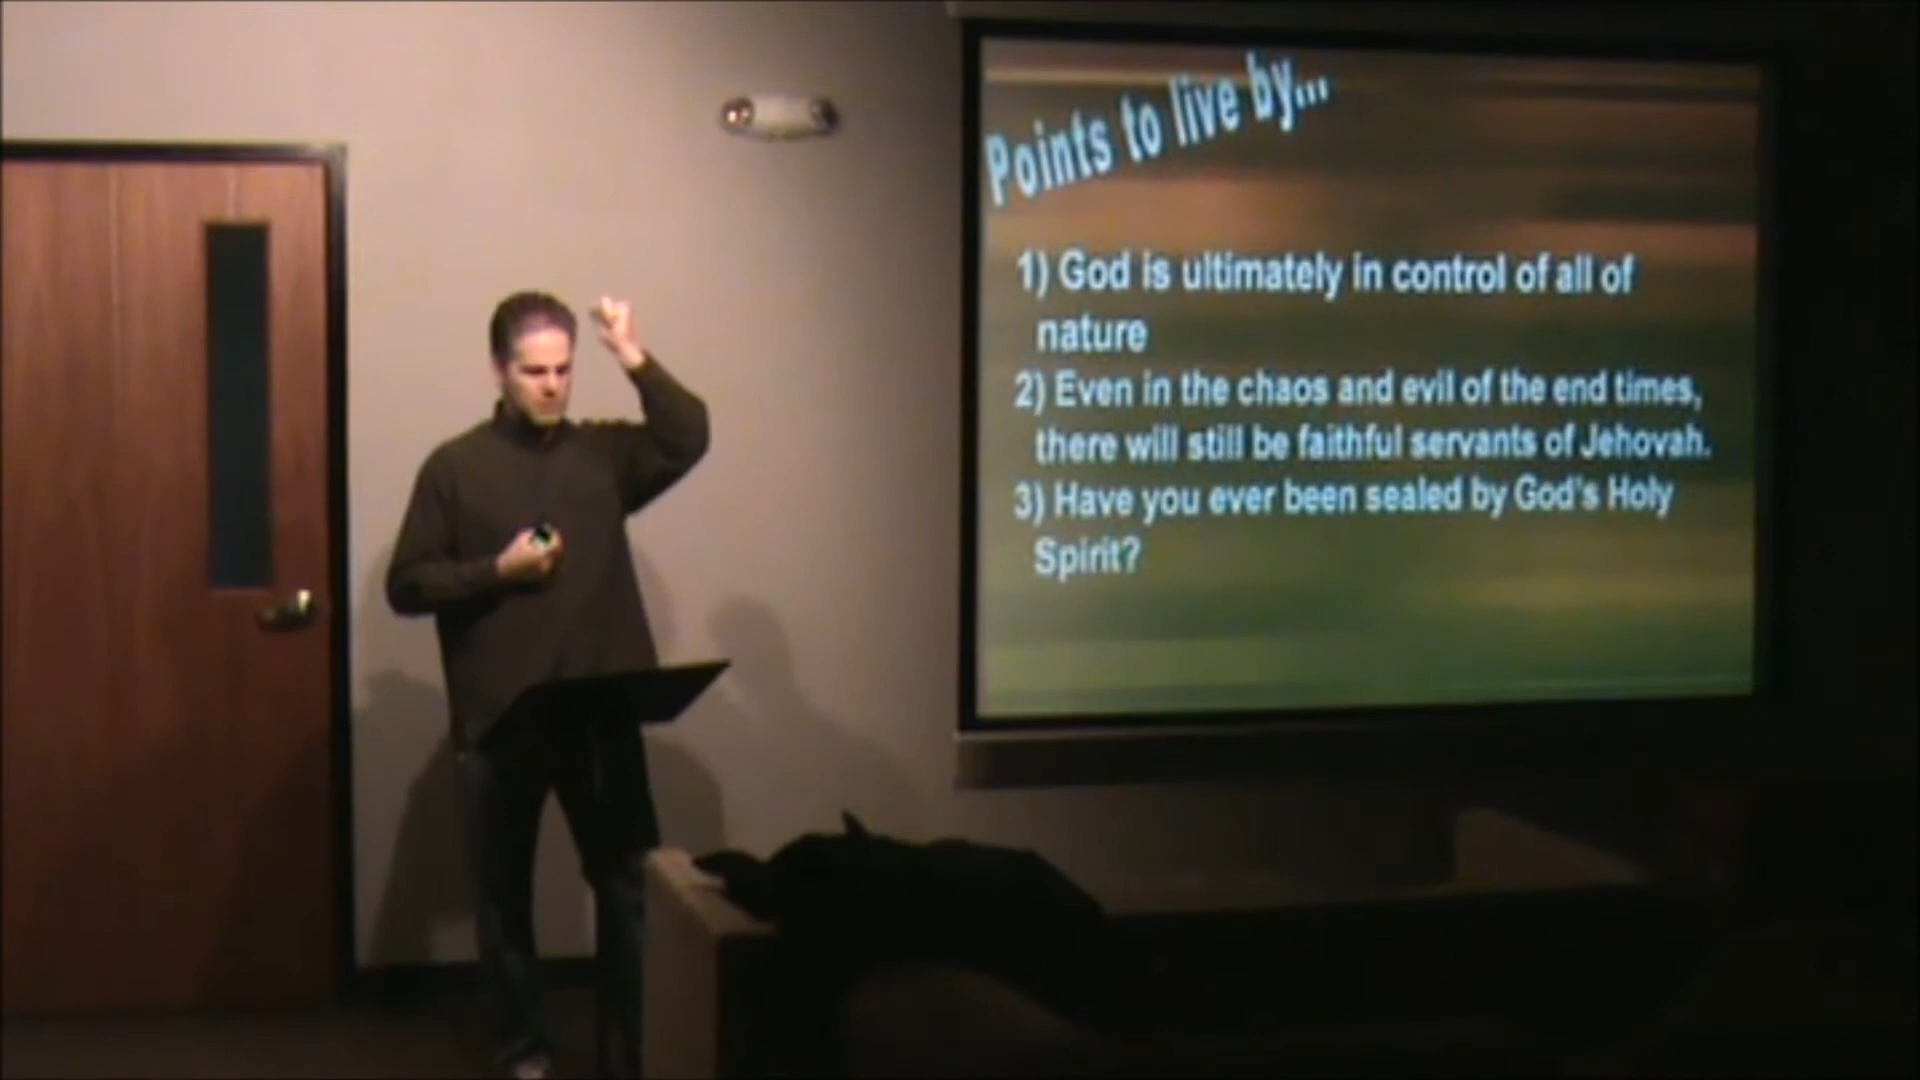 Points to live by...
1) God is ultimately in control of all of
nature
2) Even in the chaos and evil of the end times,
there will still be faithful servants of Jehovah.
3) Have you ever been sealed by God's Holy
Spirit?